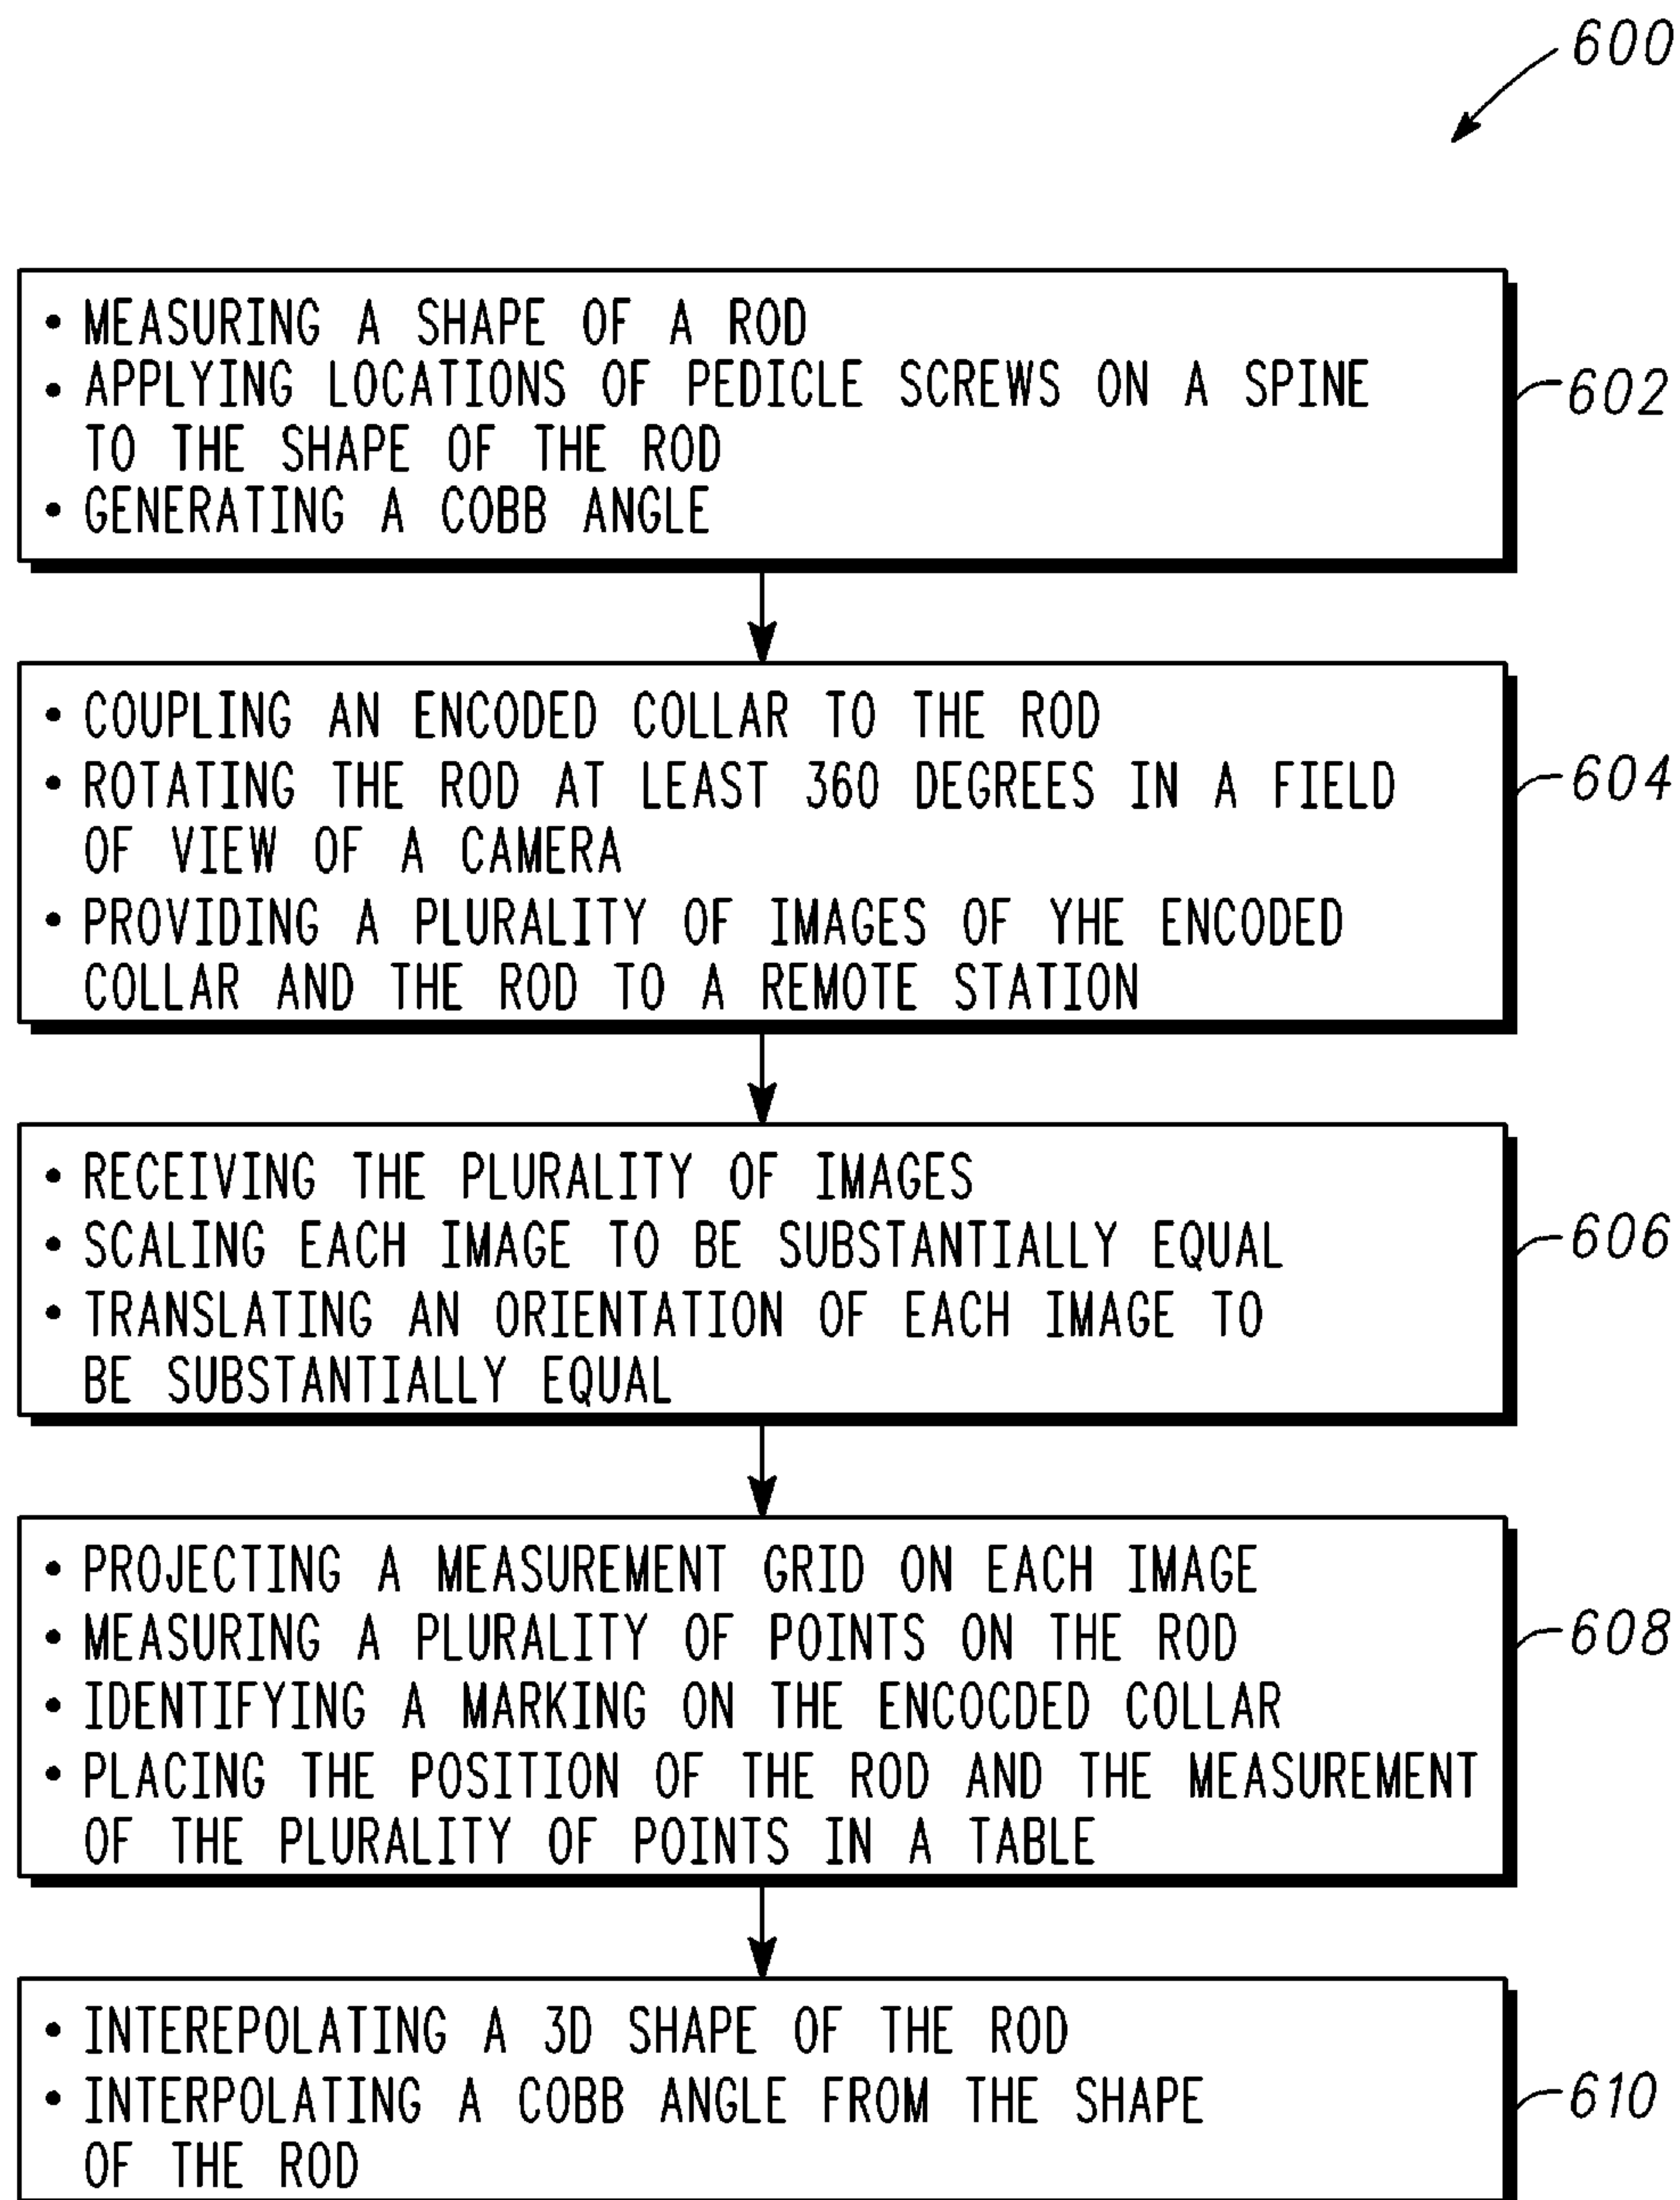 600
• MEASURING A SHAPE OF A ROD
• APPLYING LOCATIONS OF PEDICLE SCREWS ON A SPINE
TO THE SHAPE OF THE ROD
• GENERATING A COBB ANGLE
602
• COUPLING AN ENCODED COLLAR TO THE ROD
• ROTATING THE ROD AT LEAST 360 DEGREES IN A FIELD
OF VIEW OF A CAMERA
• PROVIDING A PLURALITY OF IMAGES OF YHE ENCODED
COLLAR AND THE ROD TO A REMOTE STATION
604
• RECEIVING THE PLURALITY OF IMAGES
• SCALING EACH IMAGE TO BE SUBSTANTIALLY EQUAL
• TRANSLATING AN ORIENTATION OF EACH IMAGE TO
BE SUBSTANTIALLY EQUAL
606
• PROJECTING A MEASUREMENT GRID ON EACH IMAGE
• MEASURING A PLURALITY OF POINTS ON THE ROD
• IDENTIFYING A MARKING ON THE ENCOCDED COLLAR
• PLACING THE POSITION OF THE ROD AND THE MEASUREMENT
OF THE PLURALITY OF POINTS IN A TABLE
608
• INTEREPOLATING A 3D SHAPE OF THE ROD
• INTERPOLATING A COBB ANGLE FROM THE SHAPE
OF THE ROD
610